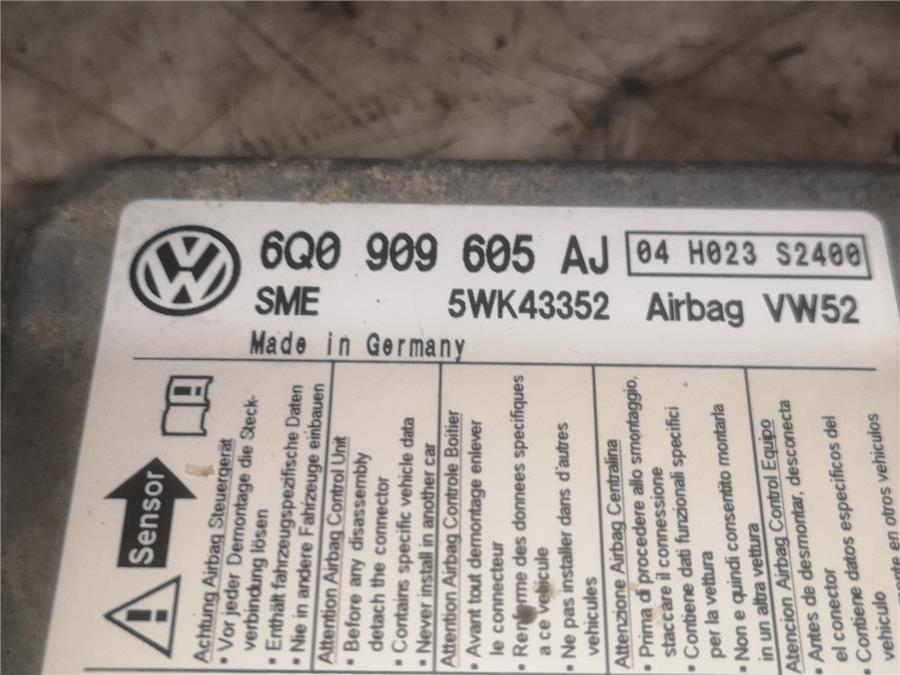 6Q0 909 605 AJ 04 H023 S2400
SME 5WK43352 Airbag VW52
Made in Germany
Sensor
Achtung Airbag Steuergerät
• Vor jeder Demontage die Steck-
verbindung lösen
• Enthält fahrzeugspezifische Daten
• Nie in andere Fahrzeuge einbauen
Attention Airbag Control Unit
• Before any disassembly
detach the connector
• Contains specific vehicle data
• Never install in another car
Attention Airbag Controlle Boitier
• Avant tout demontage enlever
le connecteur
• Renferme des donnees specifiques
a ce vehicule
• Ne pas installer dans d'autres
vehicules
Attenzione Airbag Centralina
• Prima di procedere allo smontaggio,
staccare il connessione
• Contiene dati funzionali specifici
per la vettura
• Non e quindi consentito montarla
in un altra vettura
Atencion Airbag Control Equipo
• Antes de desmontar, desconecta
el conector
• Contiene datos especificos del
vehiculo
en otros vehiculos